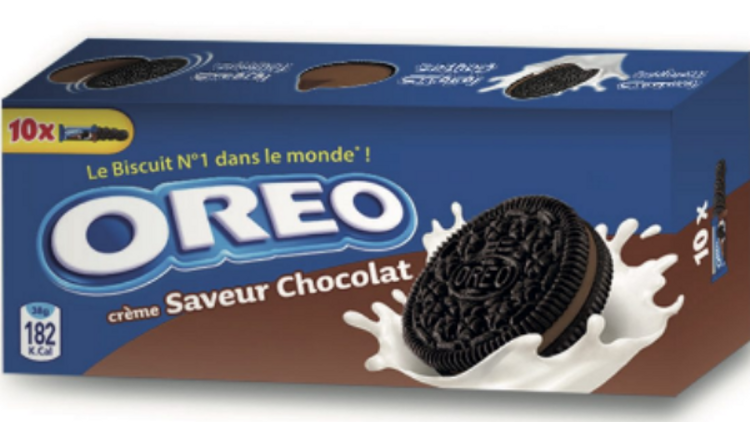 10x
Le Biscuit N°1 dans le monde* !
OREO
crème Saveur Chocolat
38g
182
K.Cal
OREO
10 x